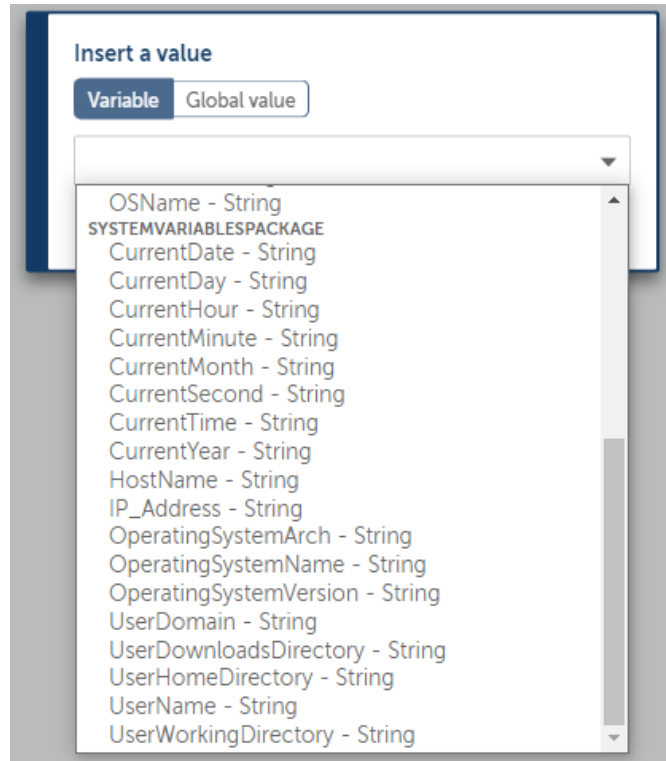 Insert a value
Variable Global value
OSName - String
SYSTEMVARIABLESPACKAGE
CurrentDate - String
CurrentDay - String
CurrentHour - String
CurrentMinute - String
CurrentMonth - String
CurrentSecond - String
CurrentTime - String
CurrentYear - String
HostName - String
IP_Address - String
OperatingSystemArch - String
OperatingSystemName - String
OperatingSystemVersion - String
UserDomain - String
UserDownloadsDirectory - String
UserHomeDirectory - String
UserName - String
UserWorkingDirectory - String